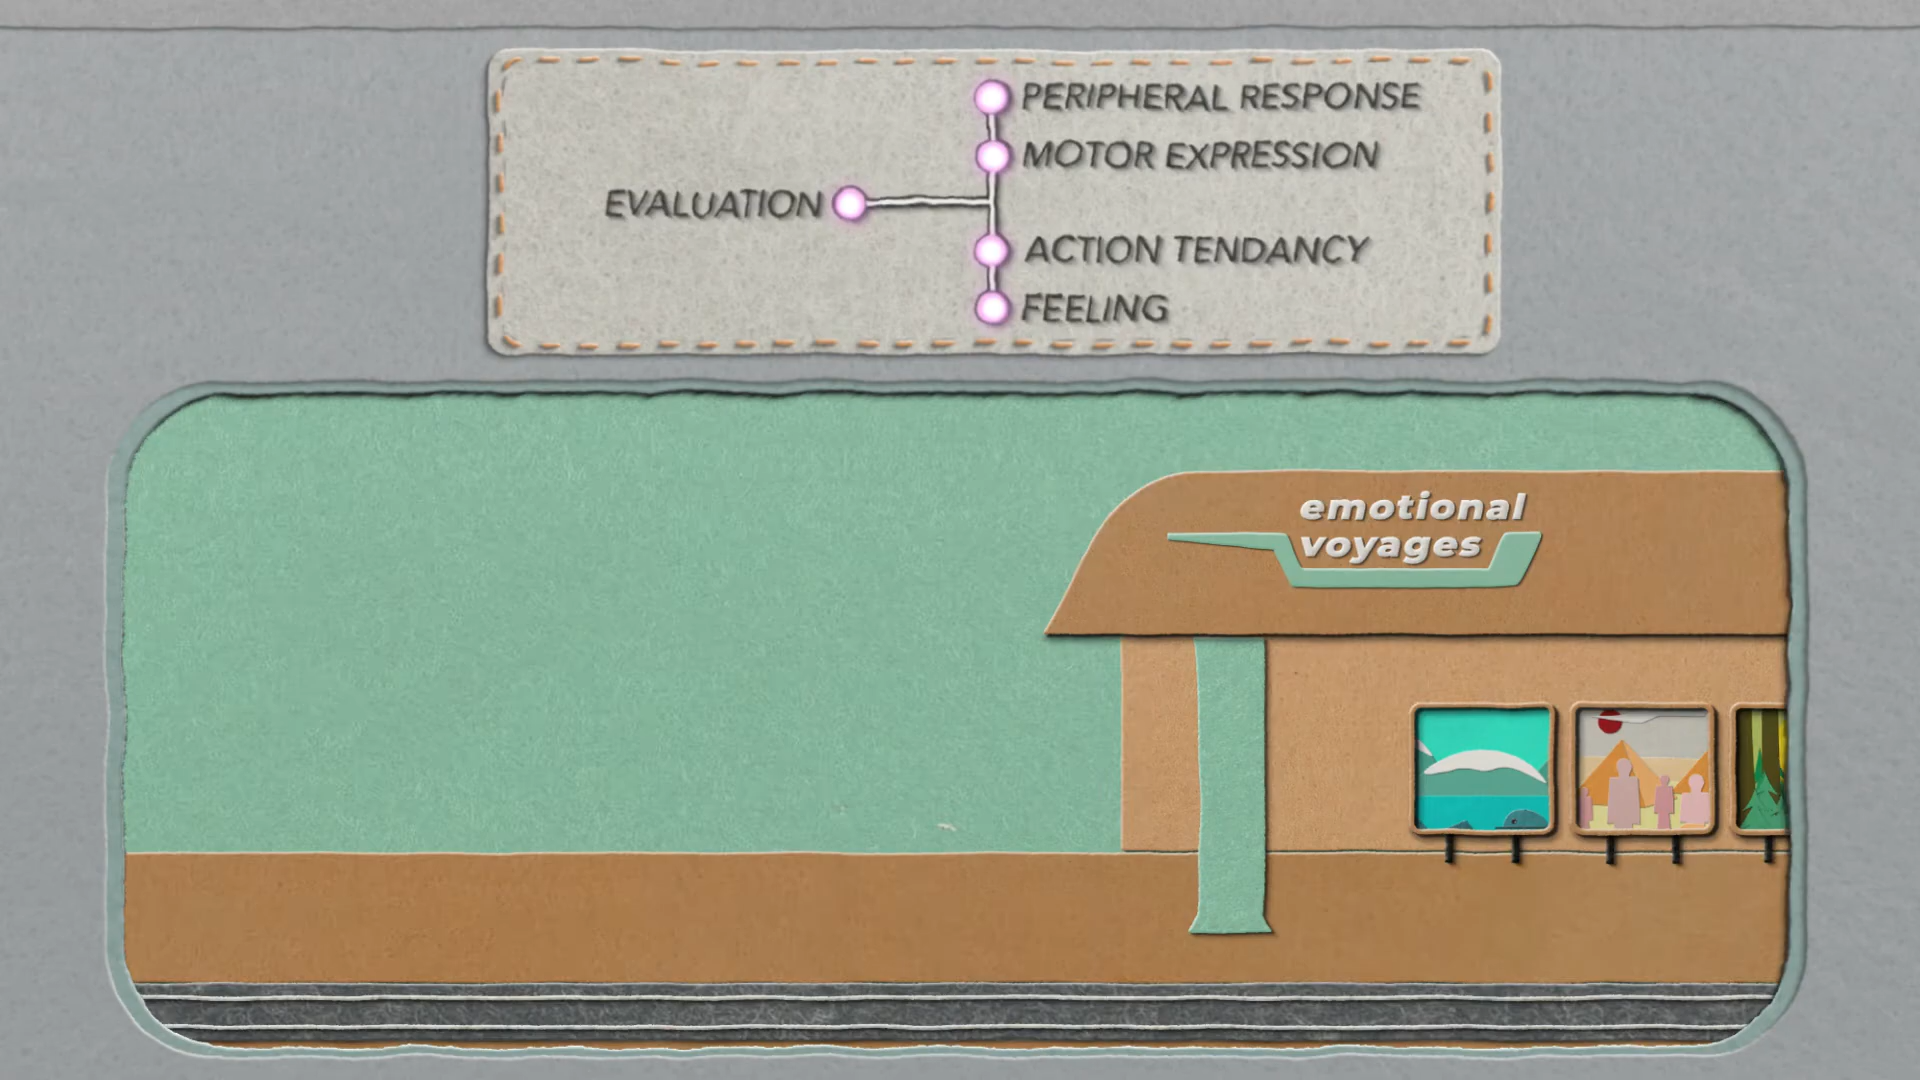 PERIPHERAL RESPONSE
MOTOR EXPRESSION
EVALUATION
ACTION TENDANCY
FEELING
emotional
voyages